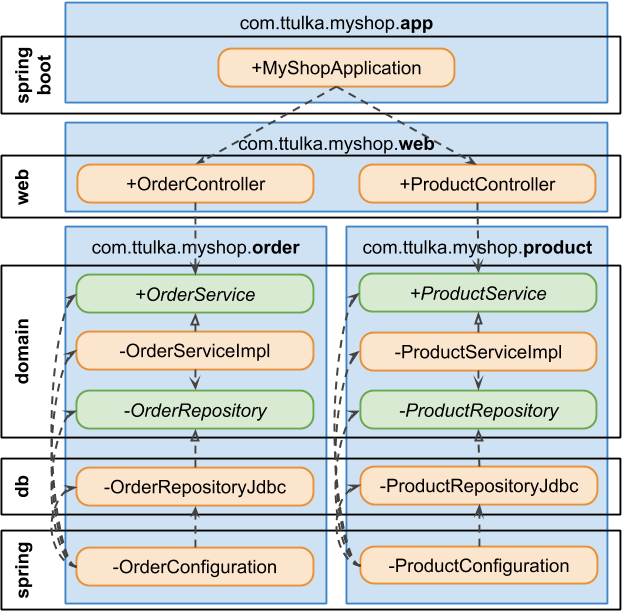 com.ttulka.myshop.app
spring boot
+MyShopApplication
com.ttulka.myshop.web
web
+OrderController
+ProductController
com.ttulka.myshop.order
com.ttulka.myshop.product
domain
+OrderService
+ProductService
-OrderServiceImpl
-ProductServiceImpl
-OrderRepository
-ProductRepository
db
-OrderRepositoryJdbc
-ProductRepositoryJdbc
spring
-OrderConfiguration
-ProductConfiguration